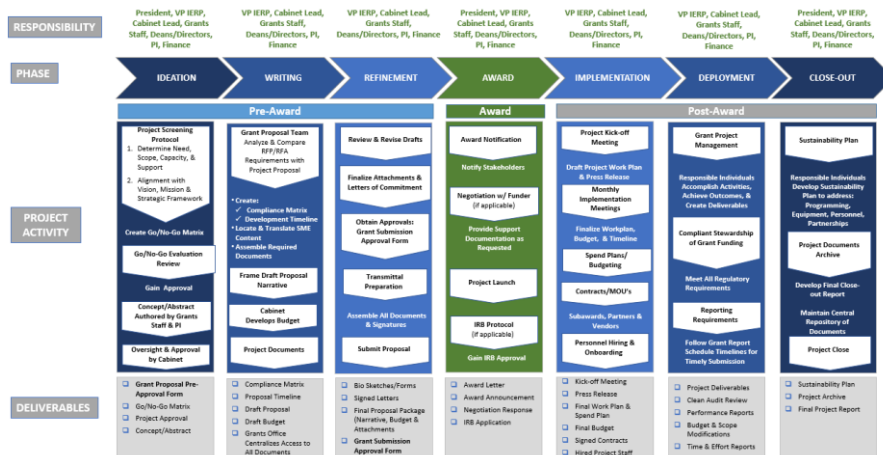 RESPONSIBILITY
President, VP IERP,
Cabinet Lead, Grants
Staff, Deans/Directors,
PI, Finance
VP IERP, Cabinet Lead,
Grants Staff,
Deans/Directors, PI,
Finance
VP IERP, Cabinet Lead,
Grants Staff,
Deans/Directors, PI, Finance
President, VP IERP,
Cabinet Lead, Grants
Staff, Deans/Directors,
PI, Finance
VP IERP, Cabinet Lead,
Grants Staff,
Deans/Directors, PI,
Finance
VP IERP, Cabinet Lead,
Grants Staff,
Deans/Directors, PI,
Finance
President, VP IERP,
Cabinet Lead, Grants
Staff, Deans/Directors,
PI, Finance
PHASE
IDEATION
WRITING
REFINEMENT
AWARD
IMPLEMENTATION
DEPLOYMENT
CLOSE-OUT
Pre-Award
Award
Post-Award
PROJECT
ACTIVITY
Project Screening
Protocol
1. Determine Need,
Scope, Capacity, &
Support
2. Alignment with
Vision, Mission &
Strategic Framework
Create Go/No-Go Matrix
Go/No-Go Evaluation
Review
Gain Approval
Concept/Abstract
Authored by Grants
Staff & PI
Oversight & Approval
by Cabinet
Grant Proposal Team
Analyze & Compare
RFP/RFA
Requirements with
Project Proposal
• Create:
✓ Compliance Matrix
✓ Development Timeline
• Locate & Translate SME
Content
• Assemble Required
Documents
Frame Draft Proposal
Narrative
Cabinet
Develops Budget
Project Documents
Review & Revise Drafts
Finalize Attachments &
Letters of Commitment
Obtain Approvals:
Grant Submission
Approval Form
Transmittal
Preparation
Assemble All Documents
& Signatures
Submit Proposal
Award Notification
Notify Stakeholders
Negotiation w/ Funder
(if applicable)
Provide Support
Documentation as
Requested
Project Launch
IRB Protocol
(if applicable)
Gain IRB Approval
Project Kick-off
Meeting
Draft Project Work Plan
& Press Release
Monthly
Implementation
Meetings
Finalize Workplan,
Budget, & Timeline
Spend Plans/
Budgeting
Contracts/MOU's
Subawards, Partners &
Vendors
Personnel Hiring &
Onboarding
Grant Project
Management
Responsible Individuals
Accomplish Activities,
Achieve Outcomes, &
Create Deliverables
Compliant Stewardship
of Grant Funding
Meet All Regulatory
Requirements
Reporting
Requirements
Follow Grant Report
Schedule Timelines for
Timely Submission
Sustainability Plan
Responsible Individuals
Develop Sustainability
Plan to address:
Programming,
Equipment, Personnel,
Partnerships
Project Documents
Archive
Develop Final Close-
out Report
Maintain Central
Repository of
Documents
Project Close
DELIVERABLES
❑ Grant Proposal Pre-
Approval Form
❑ Go/No-Go Matrix
❑ Project Approval
❑ Concept/Abstract
❑ Compliance Matrix
❑ Proposal Timeline
❑ Draft Proposal
❑ Draft Budget
❑ Grants Office
Centralizes Access to
All Documents
❑ Bio Sketches/Forms
❑ Signed Letters
❑ Final Proposal Package
(Narrative, Budget &
Attachments
❑ Grant Submission
Approval Form
❑ Award Letter
❑ Award Announcement
❑ Negotiation Response
❑ IRB Application
❑ Kick-off Meeting
❑ Press Release
❑ Final Work Plan &
Spend Plan
❑ Final Budget
❑ Signed Contracts
❑ Hired Project Staff
❑ Project Deliverables
❑ Clean Audit Review
❑ Performance Reports
❑ Budget & Scope
Modifications
❑ Time & Effort Reports
❑ Sustainability Plan
❑ Project Archive
❑ Final Project Report